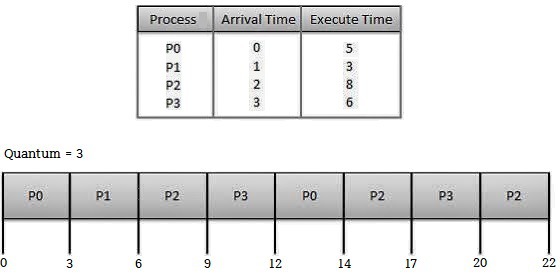 Process Arrival Time Execute Time
P0 0 5
P1 1 3
P2 2 8
P3 3 6
Quantum = 3
P0 P1 P2 P3 P0 P2 P3 P2
0 3 6 9 12 14 17 20 22